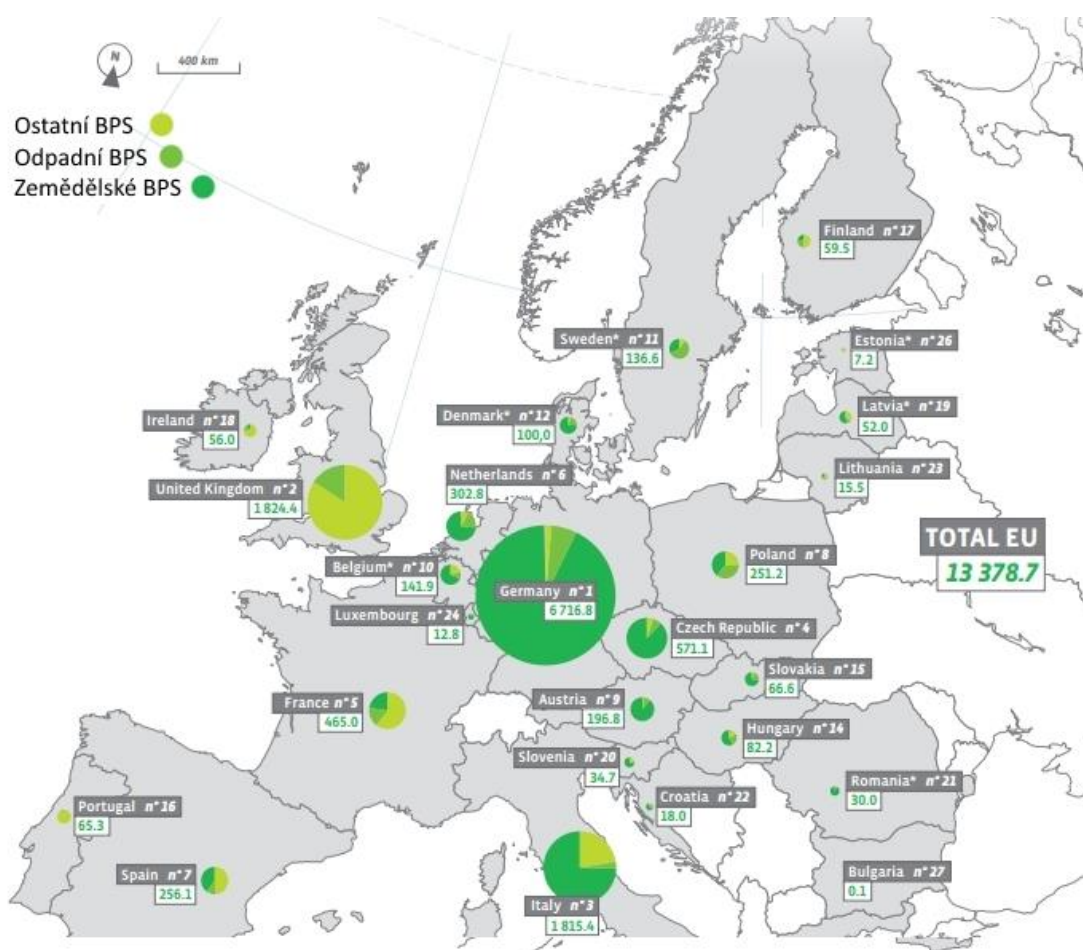 N
400 km
Ostatní BPS
Odpadní BPS
Zemědělské BPS
Finland n°17
59.5
Sweden* n°11
136.6
Estonia* n°26
7.2
Ireland n°18
56.0
Denmark* n°12
100,0
Latvia* n°19
52.0
Netherlands n°6
302.8
Lithuania n°23
15.5
United Kingdom n°2
1 824.4
TOTAL EU
13 378.7
Poland n°8
251.2
Belgium* n°10
141.9
Germany n°1
6 716.8
Luxembourg n°24
12.8
Czech Republic n°4
571.1
Slovakia n°15
66.6
France n°5
465.0
Austria n°9
196.8
Hungary n°14
82.2
Slovenia n°20
34.7
Romania* n°21
30.0
Croatia n°22
18.0
Portugal n°16
65.3
Spain n°7
256.1
Bulgaria n°27
0.1
Italy n°3
1 815.4